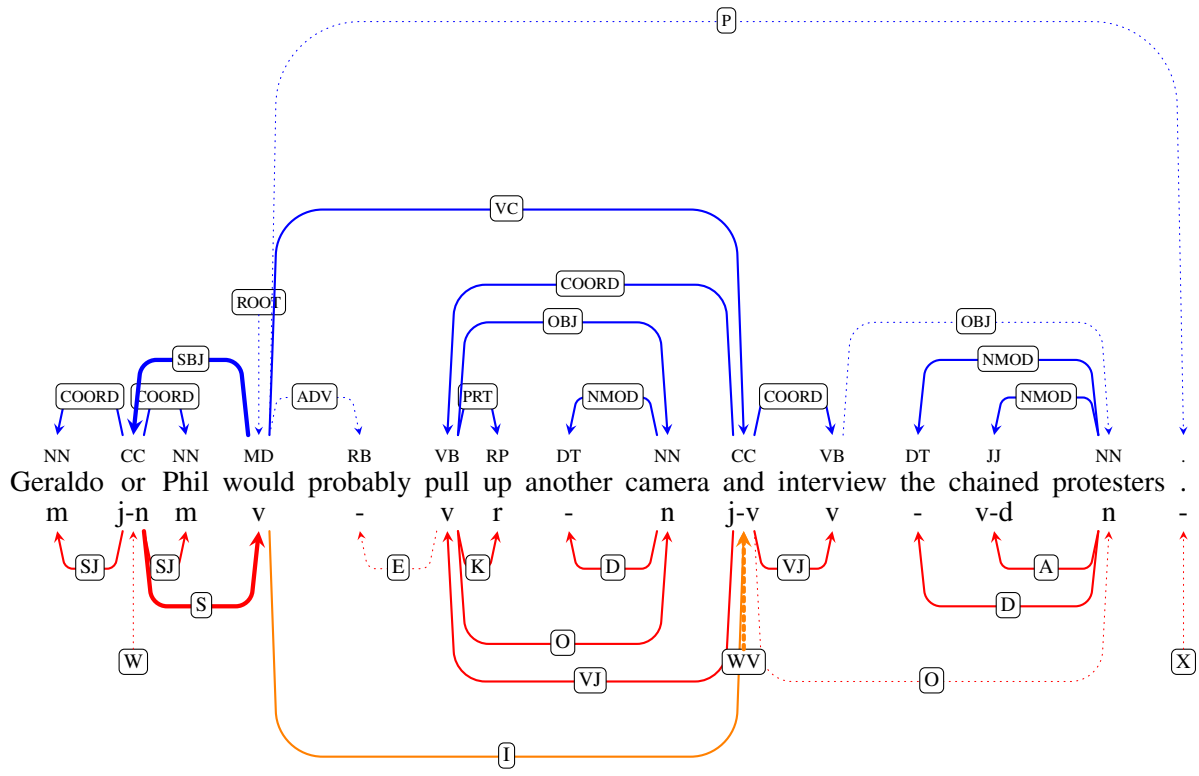 P
VC
COORD
ROOT OBJ OBJ
SBJ NMOD
COORD COORD ADV PRT NMOD COORD NMOD
NN CC NN MD RB VB RP DT NN CC VB DT JJ NN .
Geraldo or Phil would probably pull up another camera and interview the chained protesters .
m j-n m v - v r - n j-v v - v-d n -
SJ SJ E K D VJ A
S D
O
W WV X
VJ O
I